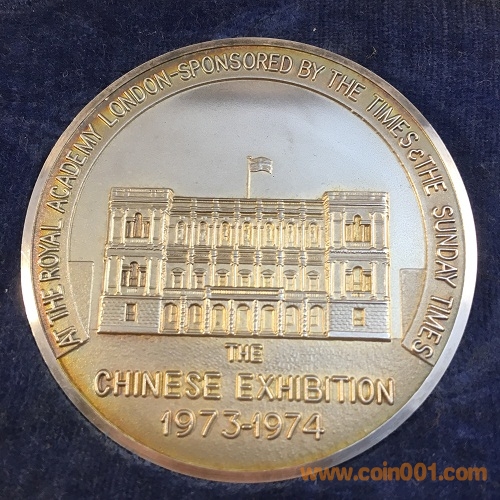 AT THE ROYAL ACADEMY LONDON-SPONSORED BY THE TIMES & THE SUNDAY TIMES
THE
CHINESE EXHIBITION
1973-1974
www.coin001.com